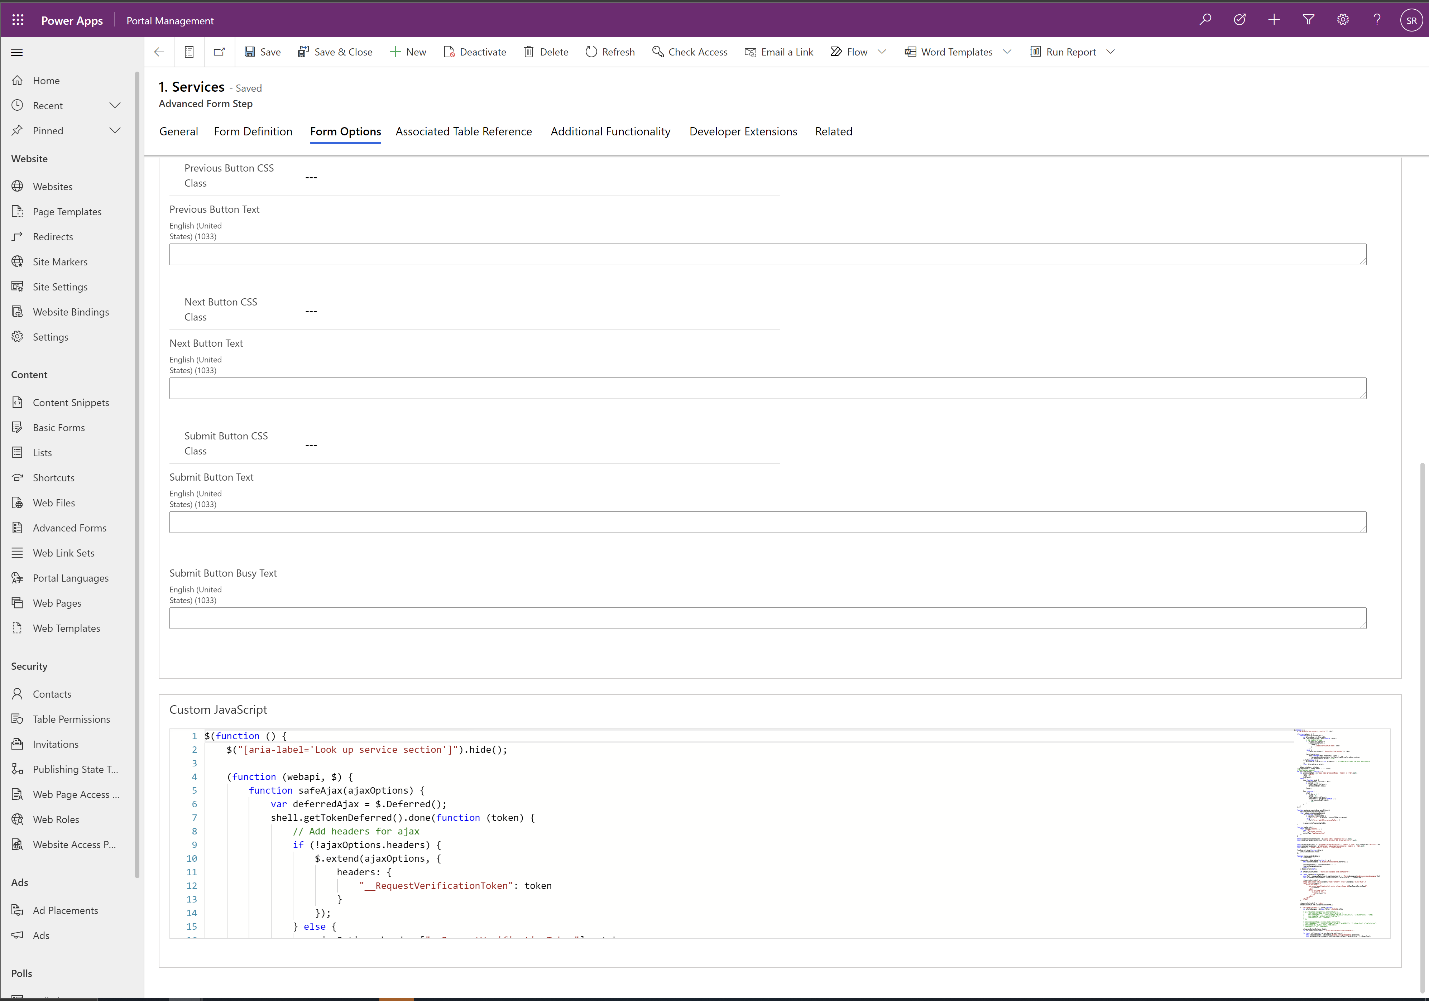 Power Apps
Portal Management
SR
Save
Save & Close
New
Deactivate
Delete
Refresh
Check Access
Email a Link
Flow
Word Templates
Run Report
Home
Recent
Pinned
Website
Websites
Page Templates
Redirects
Site Markers
Site Settings
Website Bindings
Settings
Content
Content Snippets
Basic Forms
Lists
Shortcuts
Web Files
Advanced Forms
Web Link Sets
Portal Languages
Web Pages
Web Templates
Security
Contacts
Table Permissions
Invitations
Publishing State T...
Web Page Access ...
Web Roles
Website Access P...
Ads
Ad Placements
Ads
Polls
1. Services - Saved
Advanced Form Step
General
Form Definition
Form Options
Associated Table Reference
Additional Functionality
Developer Extensions
Related
Previous Button CSS
Class
---
Previous Button Text
English (United
States) (1033)
Next Button CSS
Class
---
Next Button Text
English (United
States) (1033)
Submit Button CSS
Class
---
Submit Button Text
English (United
States) (1033)
Submit Button Busy Text
English (United
States) (1033)
Custom JavaScript
1 $(function () {
2 $("[aria-label='Look up service section']").hide();
3
4 (function (webapi, $) {
5 function safeAjax(ajaxOptions) {
6 var deferredAjax = $.Deferred();
7 shell.getTokenDeferred().done(function (token) {
8 // Add headers for ajax
9 if (!ajaxOptions.headers) {
10 $.extend(ajaxOptions, {
11 headers: {
12 "__RequestVerificationToken": token
13 }
14 });
15 } else {